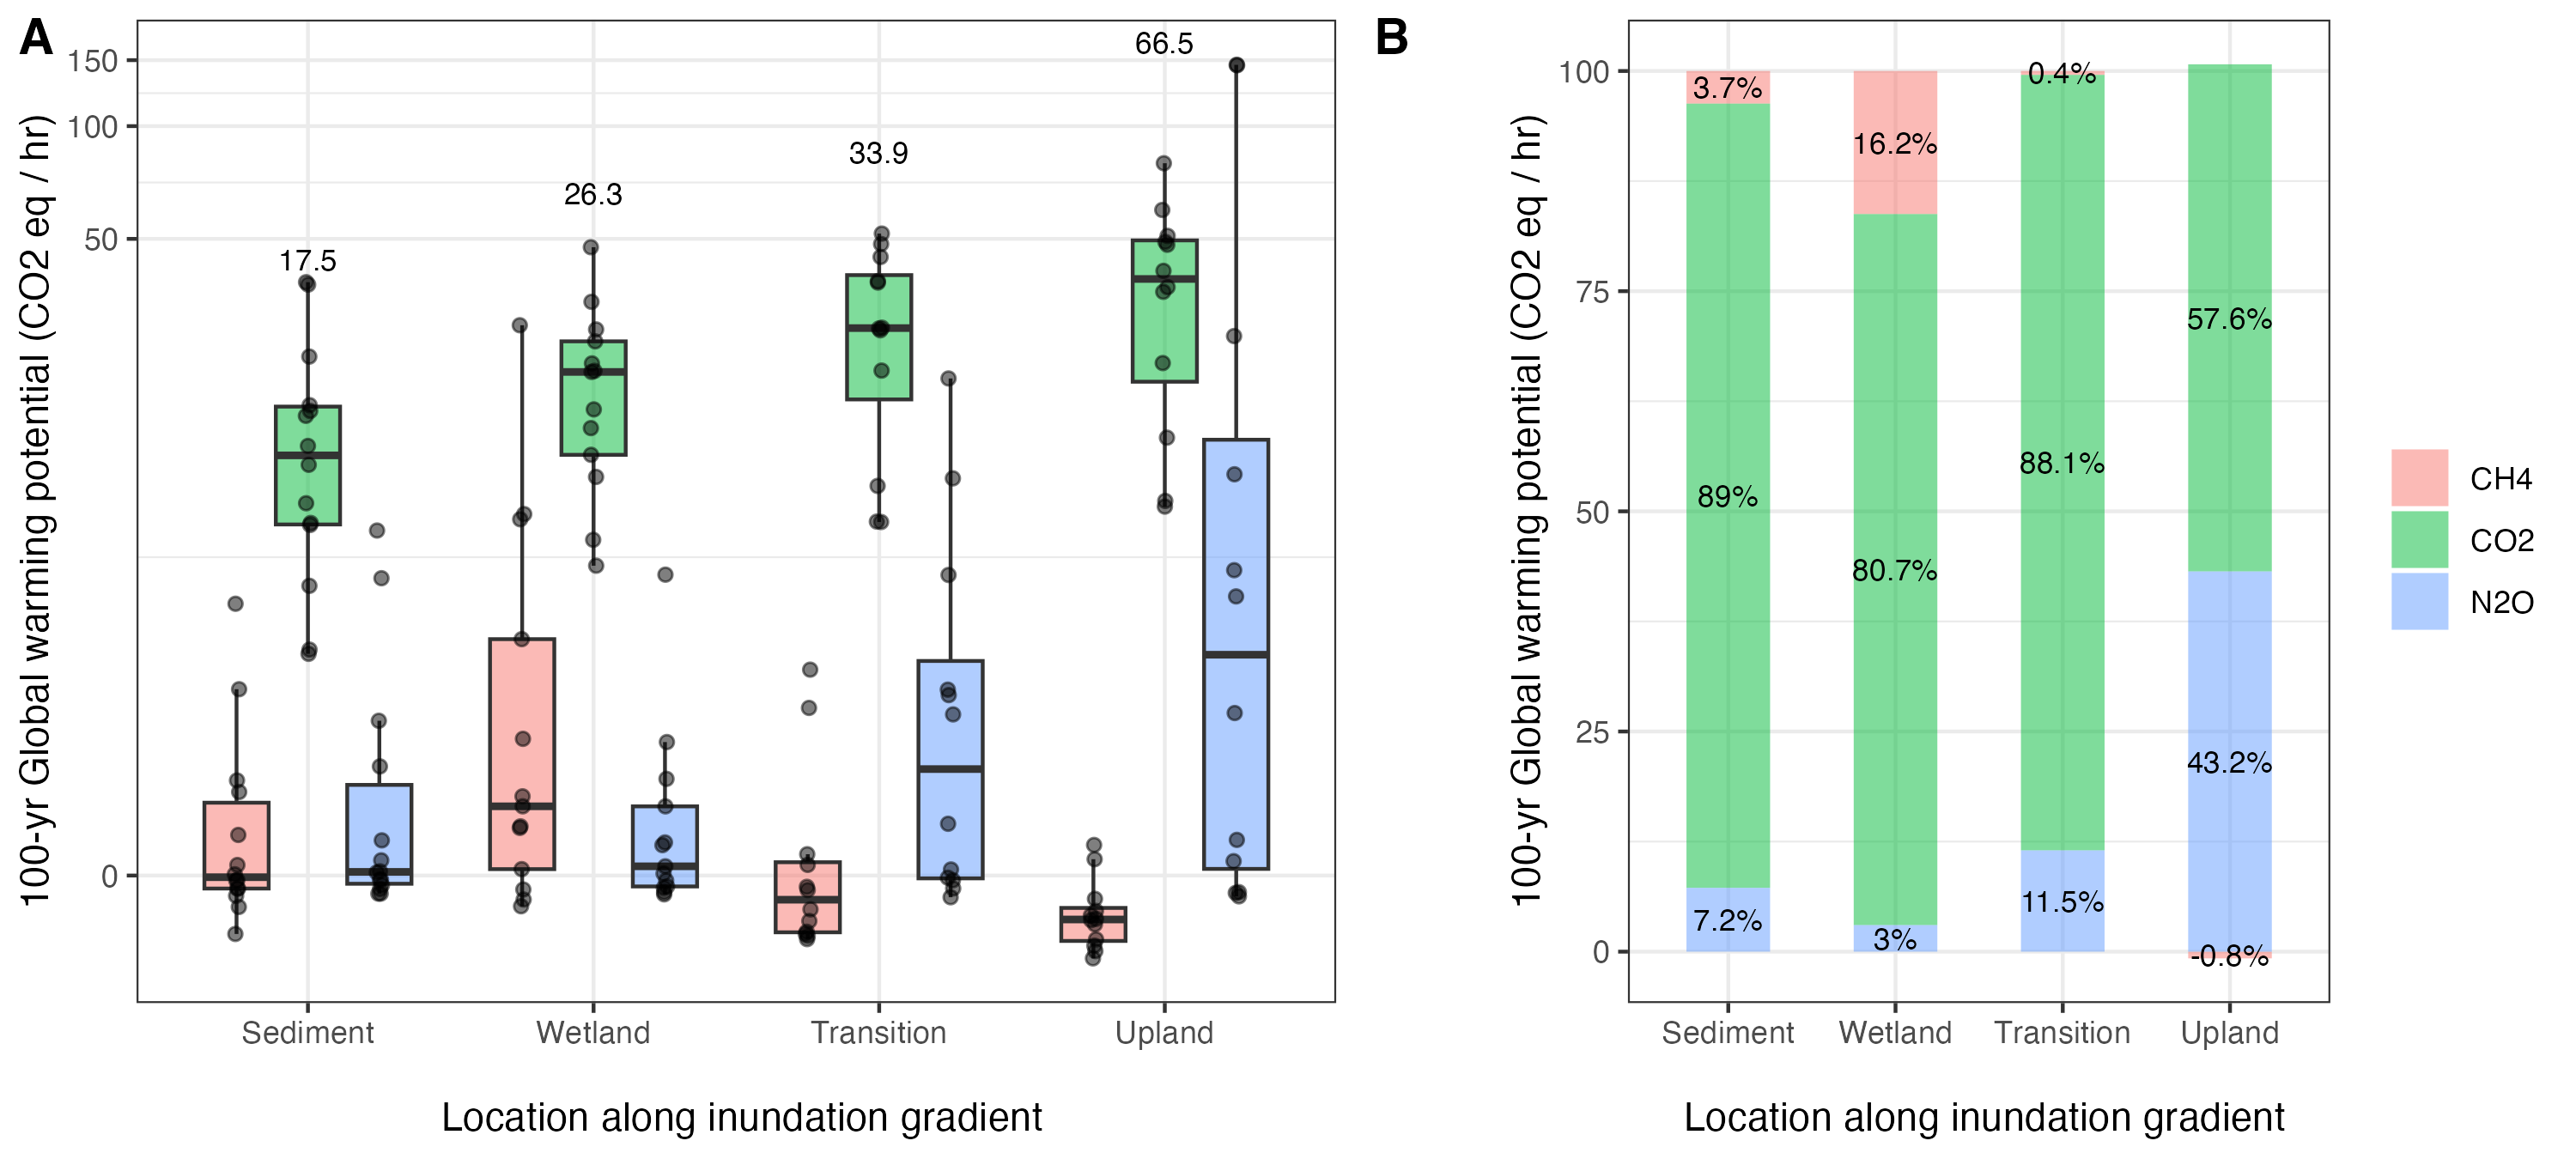 A
100-yr Global warming potential (CO2 eq / hr)
150
100
50
0
17.5
26.3
33.9
66.5
Sediment
Wetland
Transition
Upland
Location along inundation gradient
B
100-yr Global warming potential (CO2 eq / hr)
100
75
50
25
0
3.7%
89%
7.2%
16.2%
80.7%
3%
0.4%
88.1%
11.5%
57.6%
43.2%
-0.8%
Sediment
Wetland
Transition
Upland
Location along inundation gradient
CH4
CO2
N2O